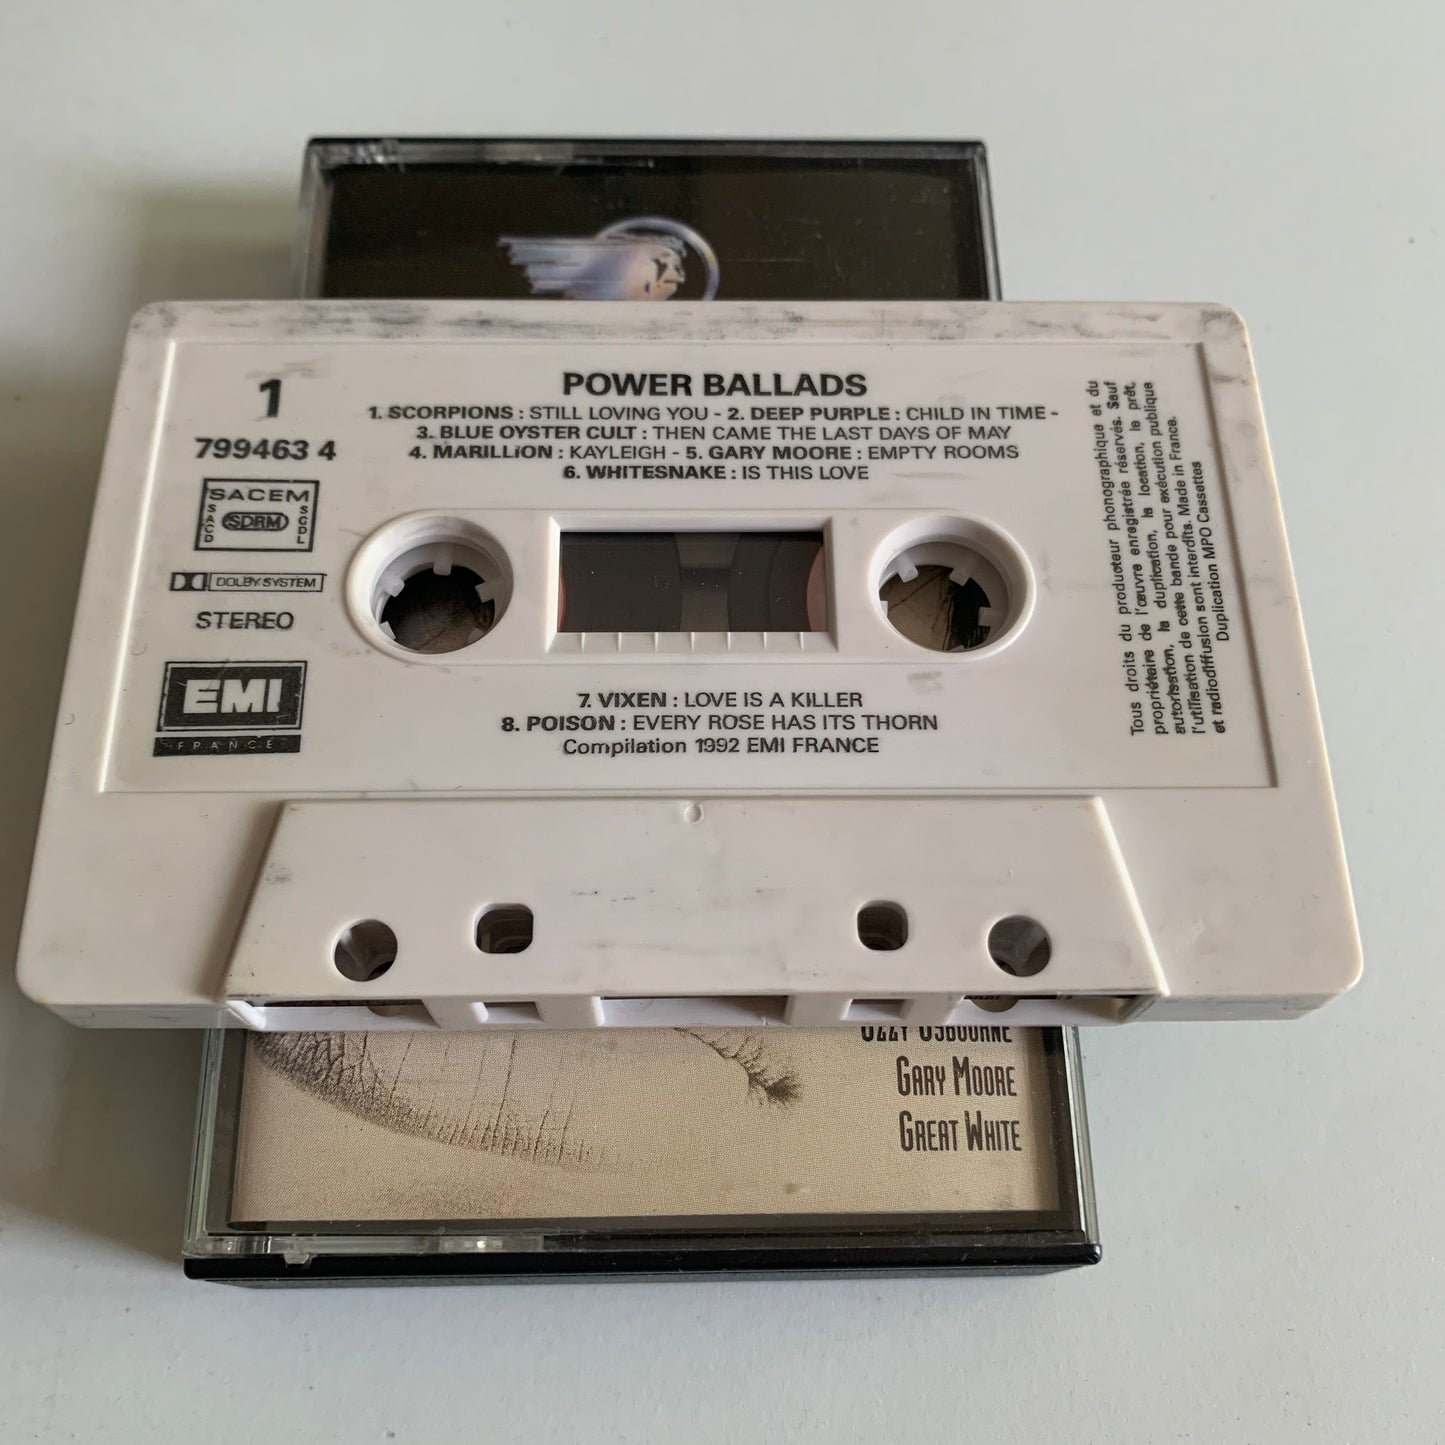 1
799463 4
SACEM
SACD
SDRM
SGDL
DOLBY SYSTEM
STEREO
EMI
FRANCE
POWER BALLADS
1. SCORPIONS : STILL LOVING YOU - 2. DEEP PURPLE : CHILD IN TIME -
3. BLUE OYSTER CULT : THEN CAME THE LAST DAYS OF MAY
4. MARILLION : KAYLEIGH - 5. GARY MOORE : EMPTY ROOMS
6. WHITESNAKE : IS THIS LOVE
7. VIXEN : LOVE IS A KILLER
8. POISON : EVERY ROSE HAS ITS THORN
Compilation 1992 EMI FRANCE
Tous droits du producteur phonographique et du
propriétaire de l'œuvre enregistrée réservés. Sauf
autorisation, la duplication, la location, le prêt,
l'utilisation de cette bande pour exécution publique
et radiodiffusion sont interdits. Made in France.
Duplication MPO Cassettes
OZZY OSBOURNE
GARY MOORE
GREAT WHITE